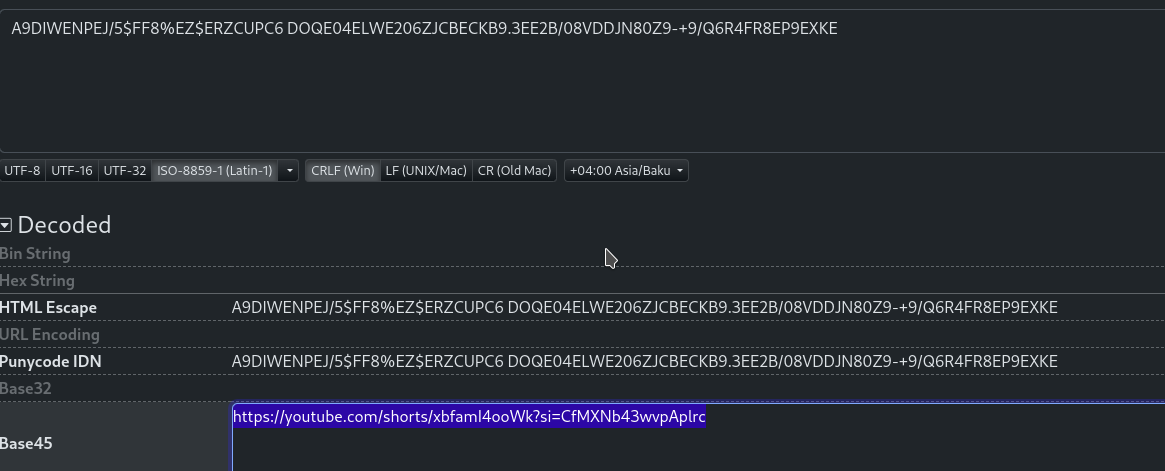 A9DIWENPEJ/5$FF8%EZ$ERZCUPC6 DOQE04ELWE206ZJCBECKB9.3EE2B/08VDDJN80Z9-+9/Q6R4FR8EP9EXKE
UTF-8 UTF-16 UTF-32 ISO-8859-1 (Latin-1) CRLF (Win) LF (UNIX/Mac) CR (Old Mac) +04:00 Asia/Baku
Decoded
Bin String
Hex String
HTML Escape A9DIWENPEJ/5$FF8%EZ$ERZCUPC6 DOQE04ELWE206ZJCBECKB9.3EE2B/08VDDJN80Z9-+9/Q6R4FR8EP9EXKE
URL Encoding
Punycode IDN A9DIWENPEJ/5$FF8%EZ$ERZCUPC6 DOQE04ELWE206ZJCBECKB9.3EE2B/08VDDJN80Z9-+9/Q6R4FR8EP9EXKE
Base32
https://youtube.com/shorts/xbfamI4ooWk?si=CfMXNb43wvpAplrc
Base45